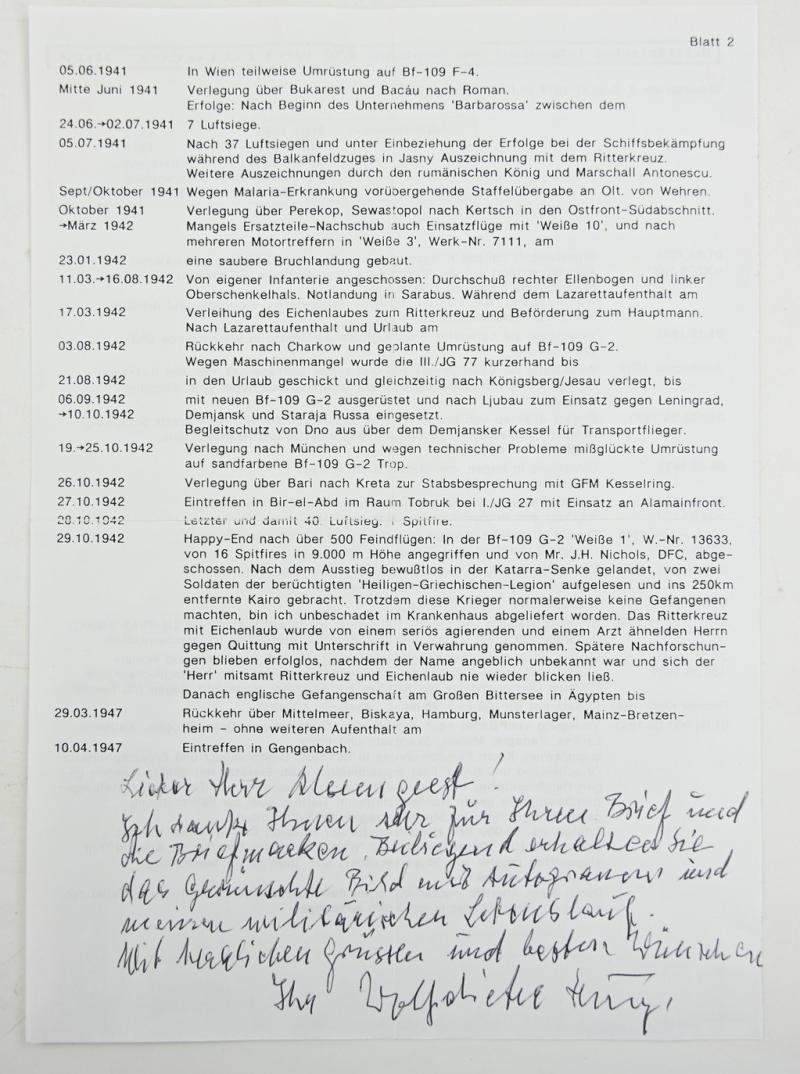 Blatt 2
05.06.1941 In Wien teilweise Umrüstung auf Bf-109 F-4.
Mitte Juni 1941 Verlegung über Bukarest und Bacáu nach Roman.
Erfolge: Nach Beginn des Unternehmens 'Barbarossa' zwischen dem
24.06.→02.07.1941 7 Luftsiege.
05.07.1941 Nach 37 Luftsiegen und unter Einbeziehung der Erfolge bei der Schiffsbekämpfung
während des Balkanfeldzuges in Jasny Auszeichnung mit dem Ritterkreuz.
Weitere Auszeichnungen durch den rumänischen König und Marschall Antonescu.
Sept/Oktober 1941 Wegen Malaria-Erkrankung vorübergehende Staffelübergabe an Olt. von Wehren.
Oktober 1941 Verlegung über Perekop, Sewastopol nach Kertsch in den Ostfront-Südabschnitt.
→März 1942 Mangels Ersatzteile-Nachschub auch Einsatzflüge mit 'Weiße 10', und nach
mehreren Motortreffern in 'Weiße 3', Werk-Nr. 7111, am
23.01.1942 eine saubere Bruchlandung gebaut.
11.03.→16.08.1942 Von eigener Infanterie angeschossen: Durchschuß rechter Ellenbogen und linker
Oberschenkelhals. Notlandung in Sarabus. Während dem Lazarettaufenthalt am
17.03.1942 Verleihung des Eichenlaubes zum Ritterkreuz und Beförderung zum Hauptmann.
Nach Lazarettaufenthalt und Urlaub am
03.08.1942 Rückkehr nach Charkow und geplante Umrüstung auf Bf-109 G-2.
Wegen Maschinenmangel wurde die III./JG 77 kurzerhand bis
21.08.1942 in den Urlaub geschickt und gleichzeitig nach Königsberg/Jesau verlegt, bis
06.09.1942 mit neuen Bf-109 G-2 ausgerüstet und nach Ljubau zum Einsatz gegen Leningrad,
→10.10.1942 Demjansk und Staraja Russa eingesetzt.
Begleitschutz von Dno aus über dem Demjansker Kessel für Transportflieger.
19.→25.10.1942 Verlegung nach München und wegen technischer Probleme mißglückte Umrüstung
auf sandfarbene Bf-109 G-2 Trop.
26.10.1942 Verlegung über Bari nach Kreta zur Stabsbesprechung mit GFM Kesselring.
27.10.1942 Eintreffen in Bir-el-Abd im Raum Tobruk bei I./JG 27 mit Einsatz an Alamainfront.
28.10.1942 Letzter und damit 40. Luftsieg: 1 Spitfire.
29.10.1942 Happy-End nach über 500 Feindflügen: In der Bf-109 G-2 'Weiße 1', W.-Nr. 13633,
von 16 Spitfires in 9.000 m Höhe angegriffen und von Mr. J.H. Nichols, DFC, abge-
schossen. Nach dem Ausstieg bewußtlos in der Katarra-Senke gelandet, von zwei
Soldaten der berüchtigten 'Heiligen-Griechischen-Legion' aufgelesen und ins 250km
entfernte Kairo gebracht. Trotzdem diese Krieger normalerweise keine Gefangenen
machten, bin ich unbeschadet im Krankenhaus abgeliefert worden. Das Ritterkreuz
mit Eichenlaub wurde von einem seriös agierenden und einem Arzt ähnelden Herrn
gegen Quittung mit Unterschrift in Verwahrung genommen. Spätere Nachforschun-
gen blieben erfolglos, nachdem der Name angeblich unbekannt war und sich der
'Herr' mitsamt Ritterkreuz und Eichenlaub nie wieder blicken ließ.
Danach englische Gefangenschaft am Großen Bittersee in Ägypten bis
29.03.1947 Rückkehr über Mittelmeer, Biskaya, Hamburg, Munsterlager, Mainz-Bretzen-
heim - ohne weiteren Aufenthalt am
10.04.1947 Eintreffen in Gengenbach.
Lieber Herr
Ich danke Ihnen sehr für Ihren Brief und
die Briefmarken. Beiliegend erhalten Sie
das gewünschte Bild mit Autogramm und
meinen militärischen Lebenslauf.
Mit herzlichen Grüssen und besten Wünschen
Ihr Wolfdieter Huy.